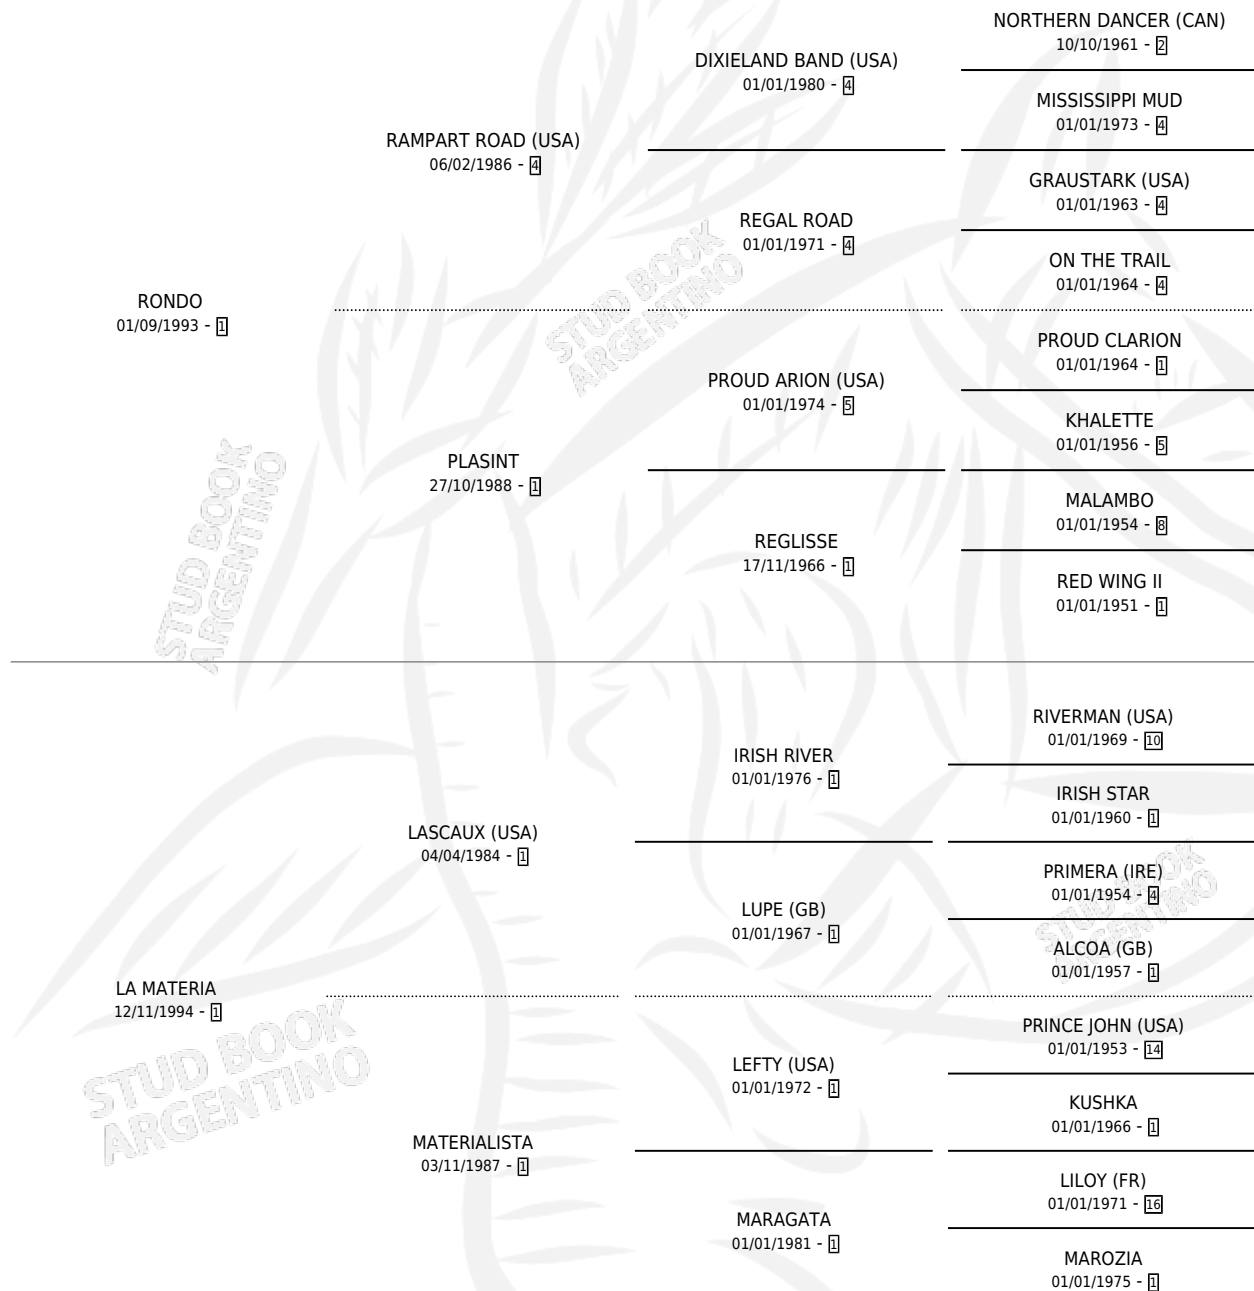 NORTHERN DANCER (CAN)
10/10/1961 - 2
DIXIELAND BAND (USA)
01/01/1980 - 4
MISSISSIPPI MUD
01/01/1973 - 4
RAMPART ROAD (USA)
06/02/1986 - 4
GRAUSTARK (USA)
01/01/1963 - 4
REGAL ROAD
01/01/1971 - 4
ON THE TRAIL
01/01/1964 - 4
RONDO
01/09/1993 - 1
PROUD CLARION
01/01/1964 - 1
PROUD ARION (USA)
01/01/1974 - 5
KHALETTE
01/01/1956 - 5
PLASINT
27/10/1988 - 1
MALAMBO
01/01/1954 - 8
REGLISSE
17/11/1966 - 1
RED WING II
01/01/1951 - 1
STUD BOOK
ARGENTINO
STUD BOOK
ARGENTINO
RIVERMAN (USA)
01/01/1969 - 10
IRISH RIVER
01/01/1976 - 1
IRISH STAR
01/01/1960 - 1
LASCAUX (USA)
04/04/1984 - 1
PRIMERA (IRE)
01/01/1954 - 4
LUPE (GB)
01/01/1967 - 1
ALCOA (GB)
01/01/1957 - 1
LA MATERIA
12/11/1994 - 1
PRINCE JOHN (USA)
01/01/1953 - 14
LEFTY (USA)
01/01/1972 - 1
KUSHKA
01/01/1966 - 1
MATERIALISTA
03/11/1987 - 1
LILOY (FR)
01/01/1971 - 16
MARAGATA
01/01/1981 - 1
MAROZIA
01/01/1975 - 1
STUD BOOK
ARGENTINO
STUD BOOK
ARGENTINO